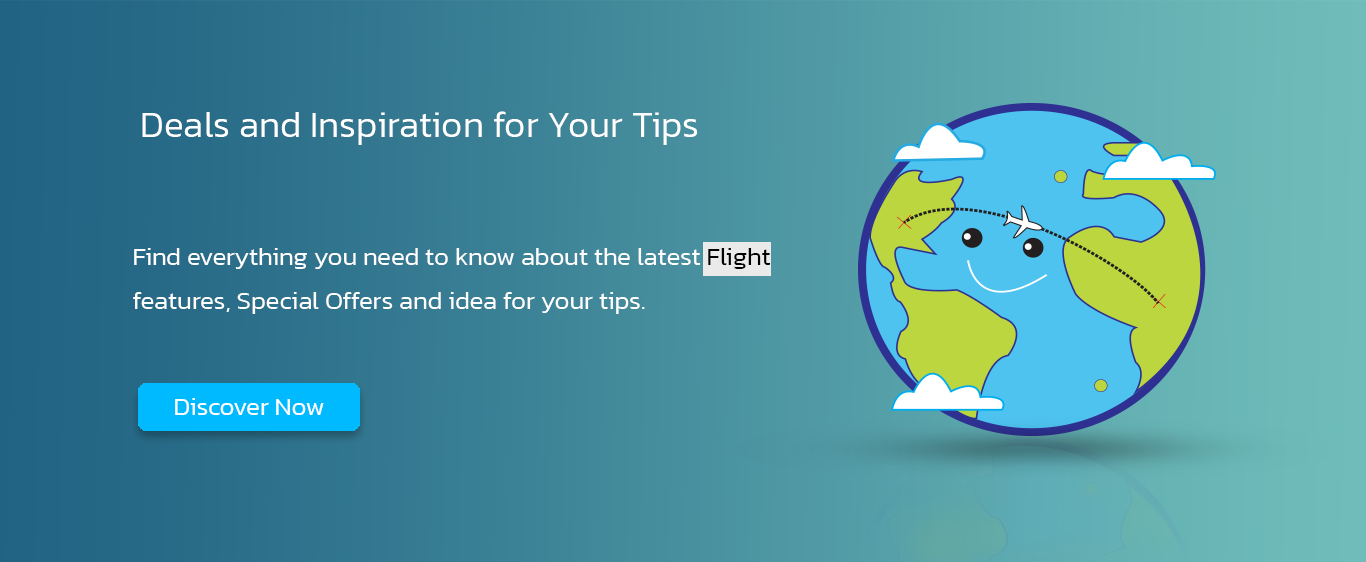 Deals and Inspiration for Your Tips
Find everything you need to know about the latest Flight
features, Special Offers and idea for your tips.
Discover Now